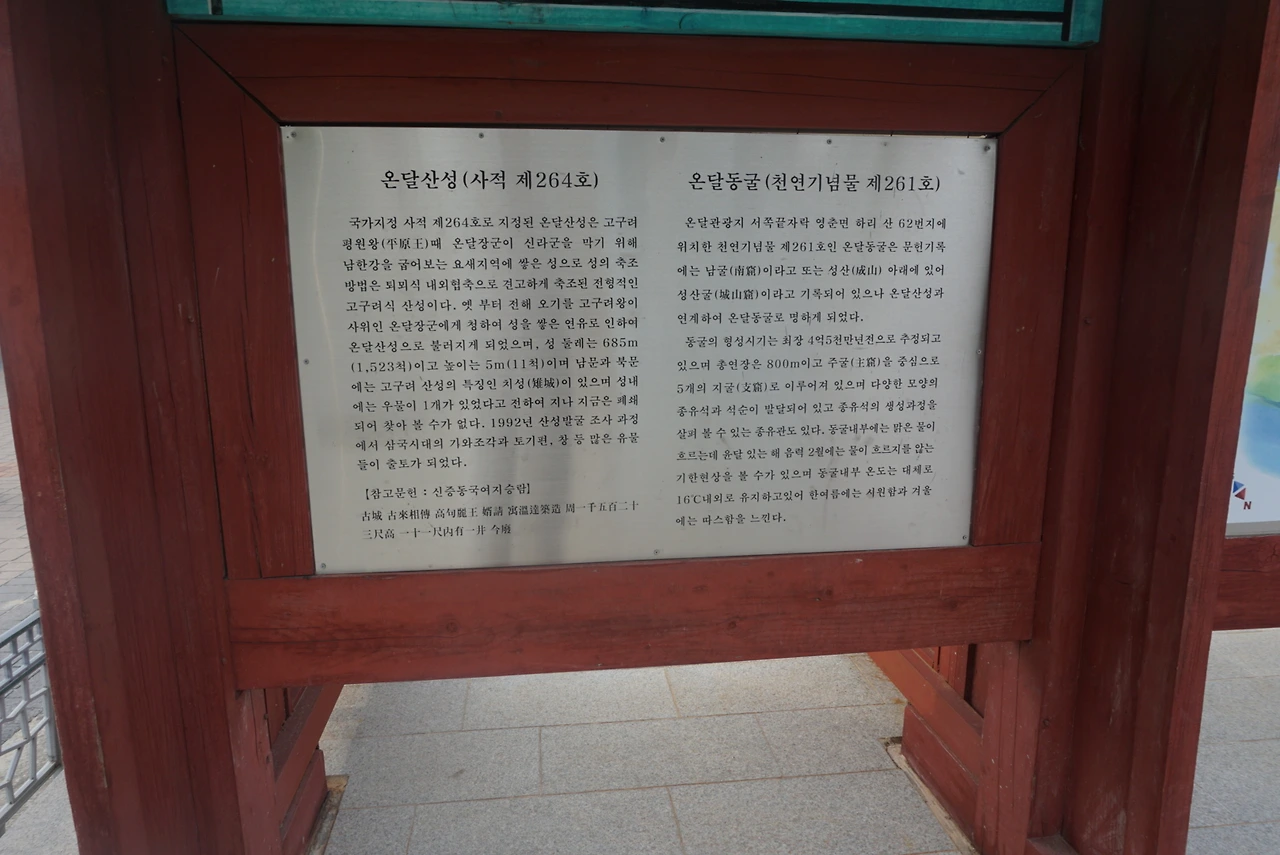 온달산성(사적 제264호)
국가지정 사적 제264호로 지정된 온달산성은 고구려
평원왕(平原王)때 온달장군이 신라군을 막기 위해
남한강을 굽어보는 요새지역에 쌓은 성으로 성의 축조
방법은 퇴뫼식 내외협축으로 견고하게 축조된 전형적인
고구려식 산성이다. 옛 부터 전해 오기를 고구려왕이
사위인 온달장군에게 청하여 성을 쌓은 연유로 인하여
온달산성으로 불러지게 되었으며, 성 둘레는 685m
(1,523척)이고 높이는 5m(11척)이며 남문과 북문
에는 고구려 산성의 특징인 치성(雉城)이 있으며 성내
에는 우물이 1개가 있었다고 전하여 지나 지금은 폐쇄
되어 찾아 볼 수가 없다. 1992년 산성발굴 조사 과정
에서 삼국시대의 기와조각과 토기편, 창 등 많은 유물
들이 출토가 되었다.
【참고문헌 : 신증동국여지승람】
古城 古來相傳 高句麗王 婿請 寓溫達築造 周一千五百二十
三尺高 一十一尺內有一井 今廢
온달동굴(천연기념물 제261호)
온달관광지 서쪽끝자락 영춘면 하리 산 62번지에
위치한 천연기념물 제261호인 온달동굴은 문헌기록
에는 남굴(南窟)이라고 또는 성산(成山) 아래에 있어
성산굴(城山窟)이라고 기록되어 있으나 온달산성과
연계하여 온달동굴로 명하게 되었다.
동굴의 형성시기는 최장 4억5천만년전으로 추정되고
있으며 총연장은 800m이고 주굴(主窟)을 중심으로
5개의 지굴(支窟)로 이루어져 있으며 다양한 모양의
종유석과 석순이 발달되어 있고 종유석의 생성과정을
살펴 볼 수 있는 종유관도 있다. 동굴내부에는 맑은 물이
흐르는데 윤달 있는 해 음력 2월에는 물이 흐르지를 않는
기한현상을 볼 수가 있으며 동굴내부 온도는 대체로
16℃내외로 유지하고있어 한여름에는 시원함과 겨울
에는 따스함을 느낀다.
N